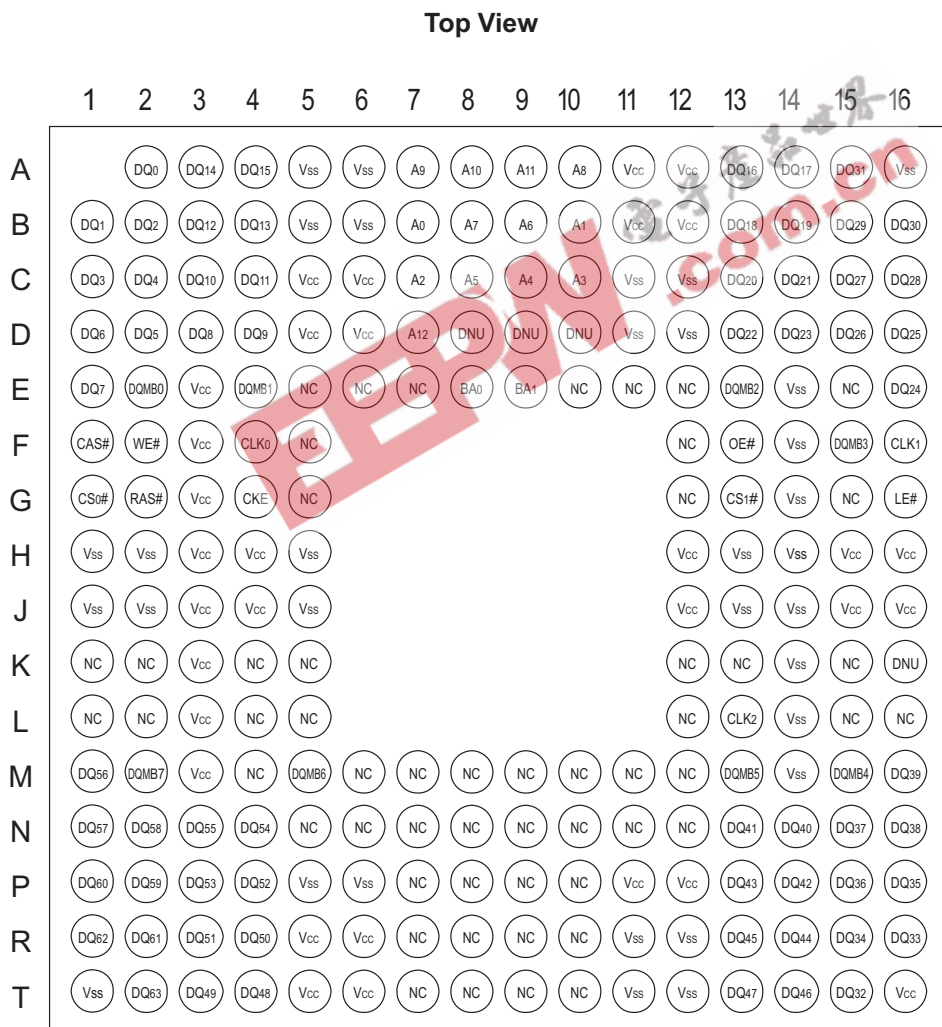 Top View
1 2 3 4 5 6 7 8 9 10 11 12 13 14 15 16
A DQ0 DQ14 DQ15 Vss Vss A9 A10 A11 A8 Vcc Vcc DQ16 DQ17 DQ31 Vss
B DQ1 DQ2 DQ12 DQ13 Vss Vss A0 A7 A6 A1 Vcc Vcc DQ18 DQ19 DQ29 DQ30
C DQ3 DQ4 DQ10 DQ11 Vcc Vcc A2 A5 A4 A3 Vss Vss DQ20 DQ21 DQ27 DQ28
D DQ6 DQ5 DQ8 DQ9 Vcc Vcc A12 DNU DNU DNU Vss Vss DQ22 DQ23 DQ26 DQ25
E DQ7 DQMB0 Vcc DQMB1 NC NC NC BA0 BA1 NC NC NC DQMB2 Vss NC DQ24
F CAS# WE# Vcc CLK0 NC NC OE# Vss DQMB3 CLK1
G CS0# RAS# Vcc CKE NC NC CS1# Vss NC LE#
H Vss Vss Vcc Vcc Vss Vcc Vss Vss Vcc Vcc
J Vss Vss Vcc Vcc Vss Vcc Vss Vss Vcc Vcc
K NC NC Vcc NC NC NC NC Vss NC DNU
L NC NC Vcc NC NC NC CLK2 Vss NC NC
M DQ56 DQMB7 Vcc NC DQMB6 NC NC NC NC NC NC NC DQMB5 Vss DQMB4 DQ39
N DQ57 DQ58 DQ55 DQ54 NC NC NC NC NC NC NC NC DQ41 DQ40 DQ37 DQ38
P DQ60 DQ59 DQ53 DQ52 Vss Vss NC NC NC NC Vcc Vcc DQ43 DQ42 DQ36 DQ35
R DQ62 DQ61 DQ51 DQ50 Vcc Vcc NC NC NC NC Vss Vss DQ45 DQ44 DQ34 DQ33
T Vss DQ63 DQ49 DQ48 Vcc Vcc NC NC NC NC Vss Vss DQ47 DQ46 DQ32 Vcc
EEPW.com.cn
电子产品世界